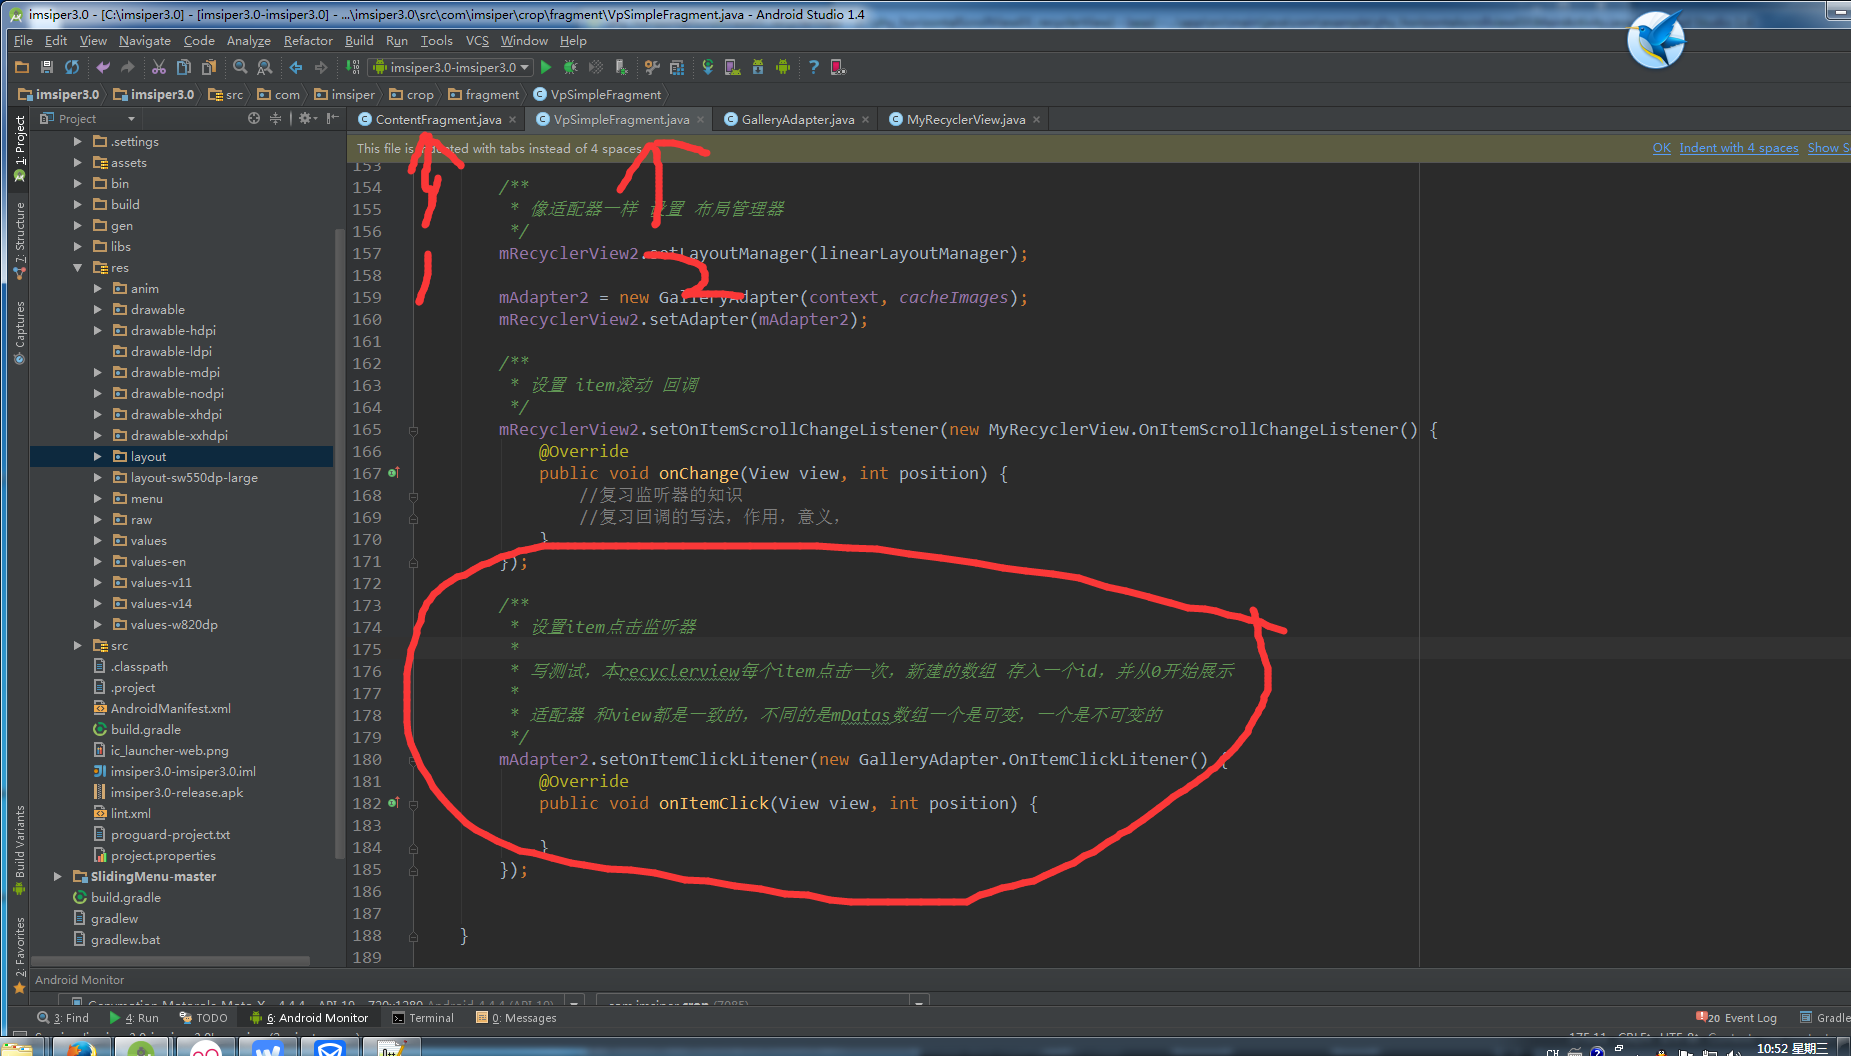 imsiper3.0 - [C:\imsiper3.0] - [imsiper3.0-imsiper3.0] - ...\imsiper3.0\src\com\imsiper\crop\fragment\VpSimpleFragment.java - Android Studio 1.4
File Edit View Navigate Code Analyze Refactor Build Run Tools VCS Window Help
imsiper3.0-imsiper3.0
imsiper3.0 imsiper3.0 src com imsiper crop fragment VpSimpleFragment
Project
ContentFragment.java VpSimpleFragment.java GalleryAdapter.java MyRecyclerView.java
This file is indented with tabs instead of 4 spaces
OK Indent with 4 spaces Show S
1: Project
7: Structure
Captures
Build Variants
2: Favorites
.settings
assets
bin
build
gen
libs
res
anim
drawable
drawable-hdpi
drawable-ldpi
drawable-mdpi
drawable-nodpi
drawable-xhdpi
drawable-xxhdpi
layout
layout-sw550dp-large
menu
raw
values
values-en
values-v11
values-v14
values-w820dp
src
.classpath
.project
AndroidManifest.xml
build.gradle
ic_launcher-web.png
imsiper3.0-imsiper3.0.iml
imsiper3.0-release.apk
lint.xml
proguard-project.txt
project.properties
SlidingMenu-master
build.gradle
gradlew
gradlew.bat
153
154 /**
155 * 像适配器一样 设置 布局管理器
156 */
157 mRecyclerView2.setLayoutManager(linearLayoutManager);
158
159 mAdapter2 = new GalleryAdapter(context, cacheImages);
160 mRecyclerView2.setAdapter(mAdapter2);
161
162 /**
163 * 设置 item滚动 回调
164 */
165 mRecyclerView2.setOnItemScrollChangeListener(new MyRecyclerView.OnItemScrollChangeListener() {
166 @Override
167 public void onChange(View view, int position) {
168 //复习监听器的知识
169 //复习回调的写法，作用，意义，
170 }
171 });
172
173 /**
174 * 设置item点击监听器
175 *
176 * 写测试，本recyclerview每个item点击一次，新建的数组 存入一个id，并从0开始展示
177 *
178 * 适配器 和view都是一致的，不同的是mDatas数组一个是可变，一个是不可变的
179 */
180 mAdapter2.setOnItemClickLitener(new GalleryAdapter.OnItemClickLitener() {
181 @Override
182 public void onItemClick(View view, int position) {
183
184 }
185 });
186
187
188 }
189
1
2
Android Monitor
3: Find 4: Run TODO 6: Android Monitor Terminal 0: Messages
20 Event Log Gradle
CH
10:52 星期三